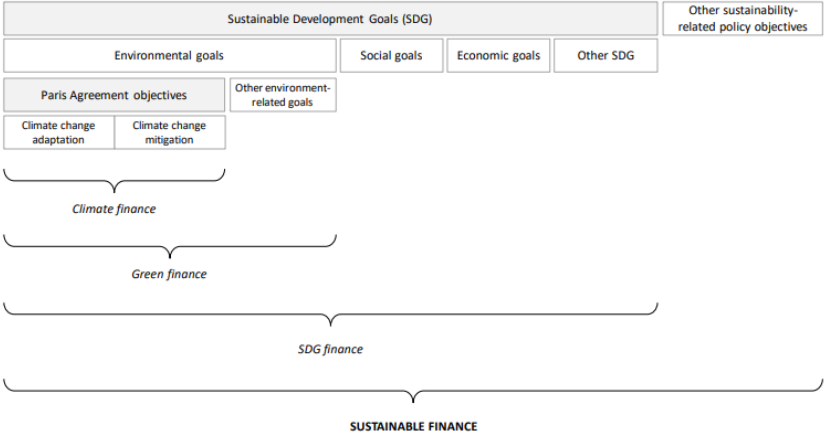 Sustainable Development Goals (SDG)
Other sustainability-
related policy objectives
Environmental goals
Social goals
Economic goals
Other SDG
Paris Agreement objectives
Other environment-
related goals
Climate change
adaptation
Climate change
mitigation
Climate finance
Green finance
SDG finance
SUSTAINABLE FINANCE